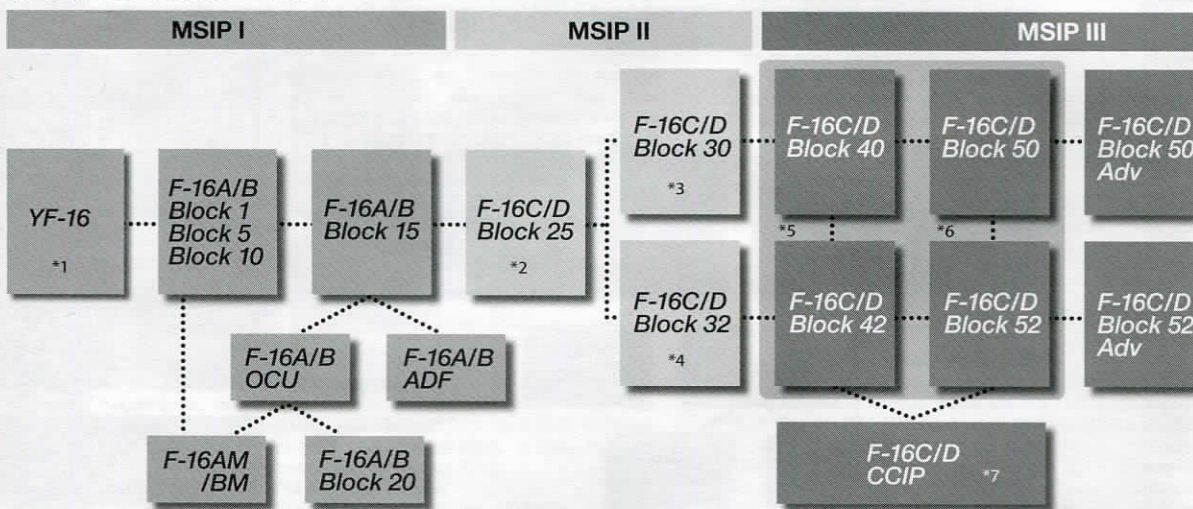 MSIP I
MSIP II
MSIP III
YF-16
*1
F-16A/B
Block 1
Block 5
Block 10
F-16A/B
Block 15
F-16C/D
Block 25
*2
F-16C/D
Block 30
*3
F-16C/D
Block 32
*4
F-16C/D
Block 40
F-16C/D
Block 50
F-16C/D
Block 50
Adv
*5
*6
F-16C/D
Block 42
F-16C/D
Block 52
F-16C/D
Block 52
Adv
F-16A/B
OCU
F-16A/B
ADF
F-16AM
/BM
F-16A/B
Block 20
F-16C/D
CCIP
*7